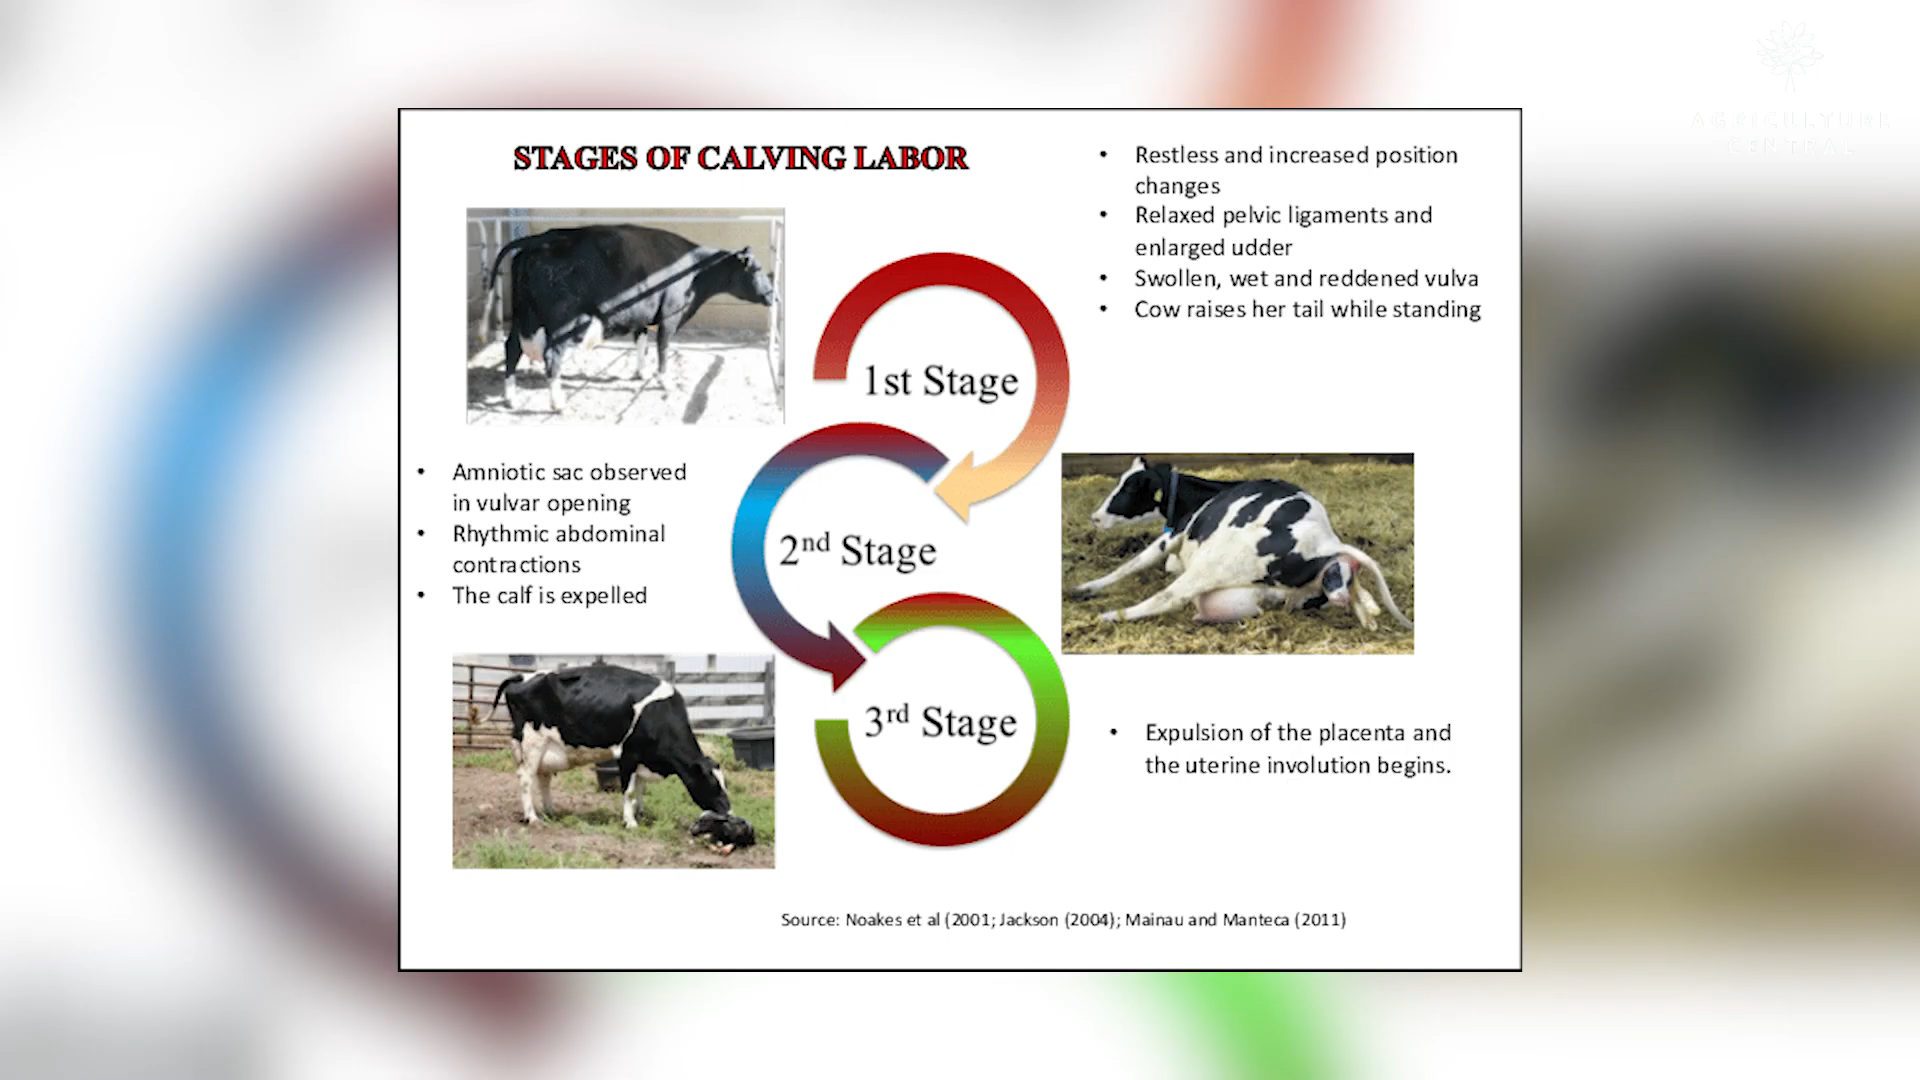 AGRICULTURE
CENTRAL
STAGES OF CALVING LABOR
• Restless and increased position
changes
• Relaxed pelvic ligaments and
enlarged udder
• Swollen, wet and reddened vulva
• Cow raises her tail while standing
1st Stage
• Amniotic sac observed
in vulvar opening
• Rhythmic abdominal
contractions
• The calf is expelled
2nd Stage
3rd Stage
• Expulsion of the placenta and
the uterine involution begins.
Source: Noakes et al (2001; Jackson (2004); Mainau and Manteca (2011)